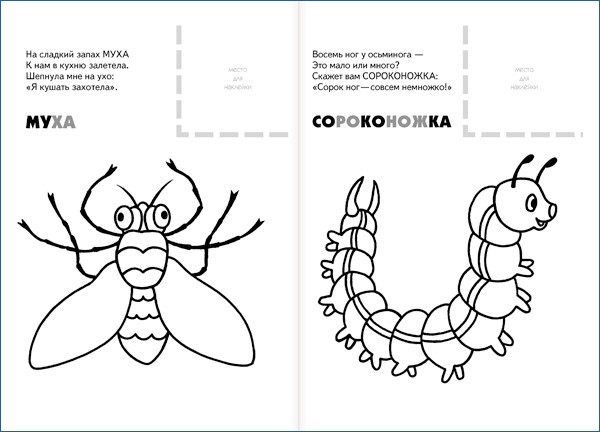 На сладкий запах МУХА
К нам в кухню залетела.
Шепнула мне на ухо:
«Я кушать захотела».
место
для
наклейки
МУХА
Восемь ног у осьминога —
Это мало или много?
Скажет вам СОРОКОНОЖКА:
«Сорок ног — совсем немножко!»
место
для
наклейки
СОРОКОНОЖКА